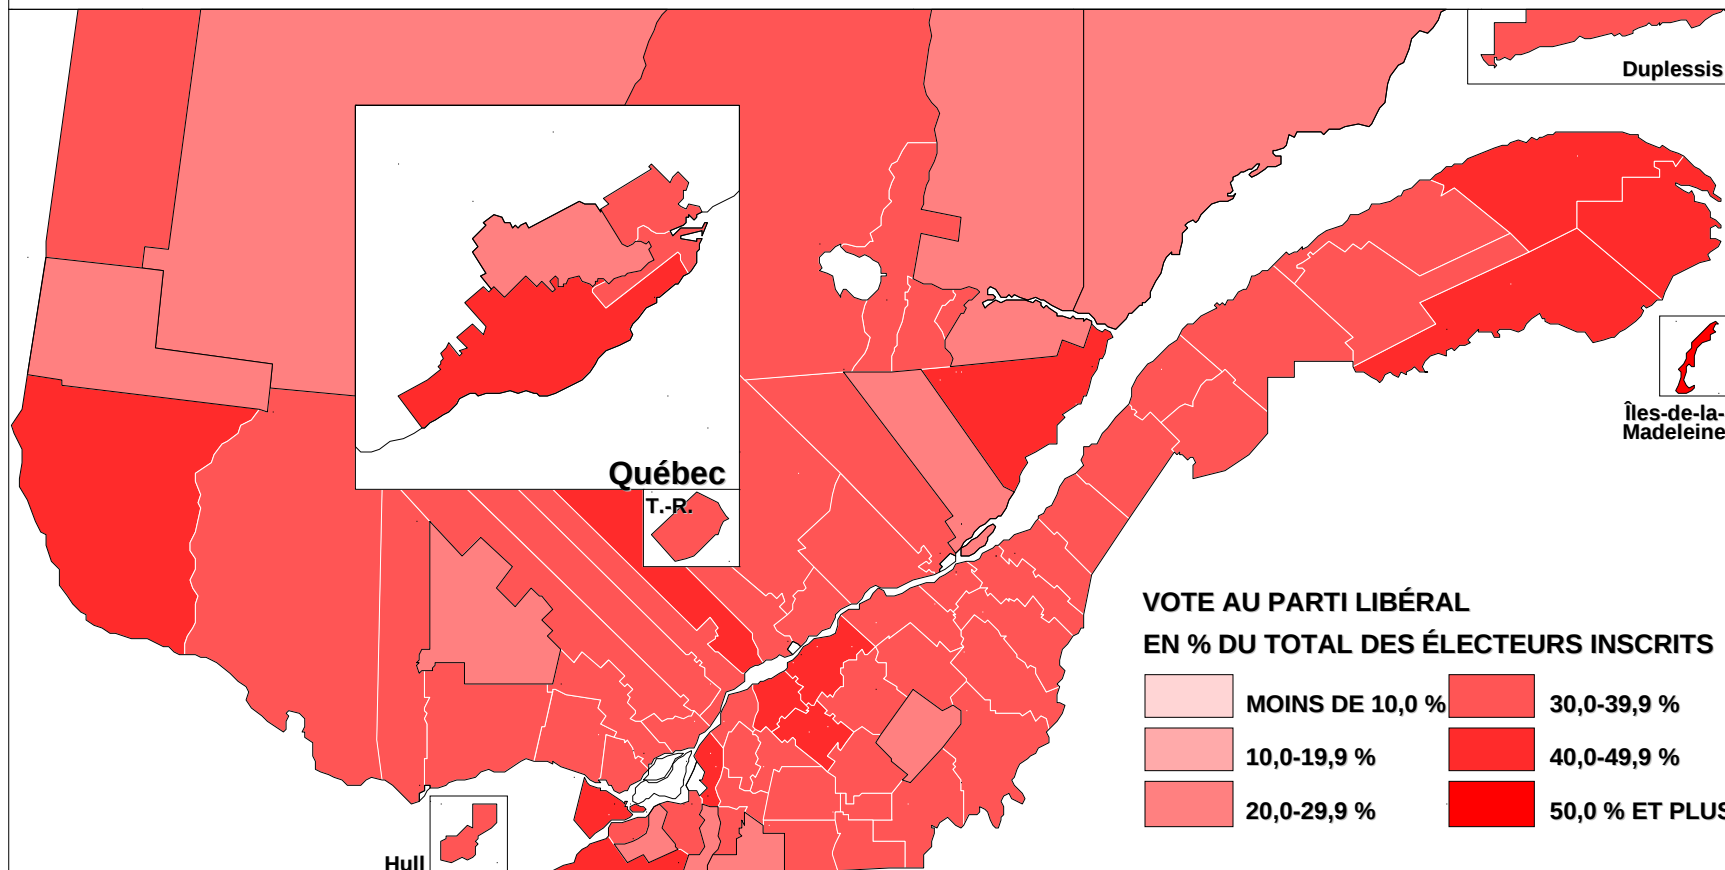 Duplessis
Îles-de-la-
Madeleine
Québec
T.-R.
VOTE AU PARTI LIBÉRAL
EN % DU TOTAL DES ÉLECTEURS INSCRITS
MOINS DE 10,0 %
30,0-39,9 %
10,0-19,9 %
40,0-49,9 %
20,0-29,9 %
50,0 % ET PLUS
Hull